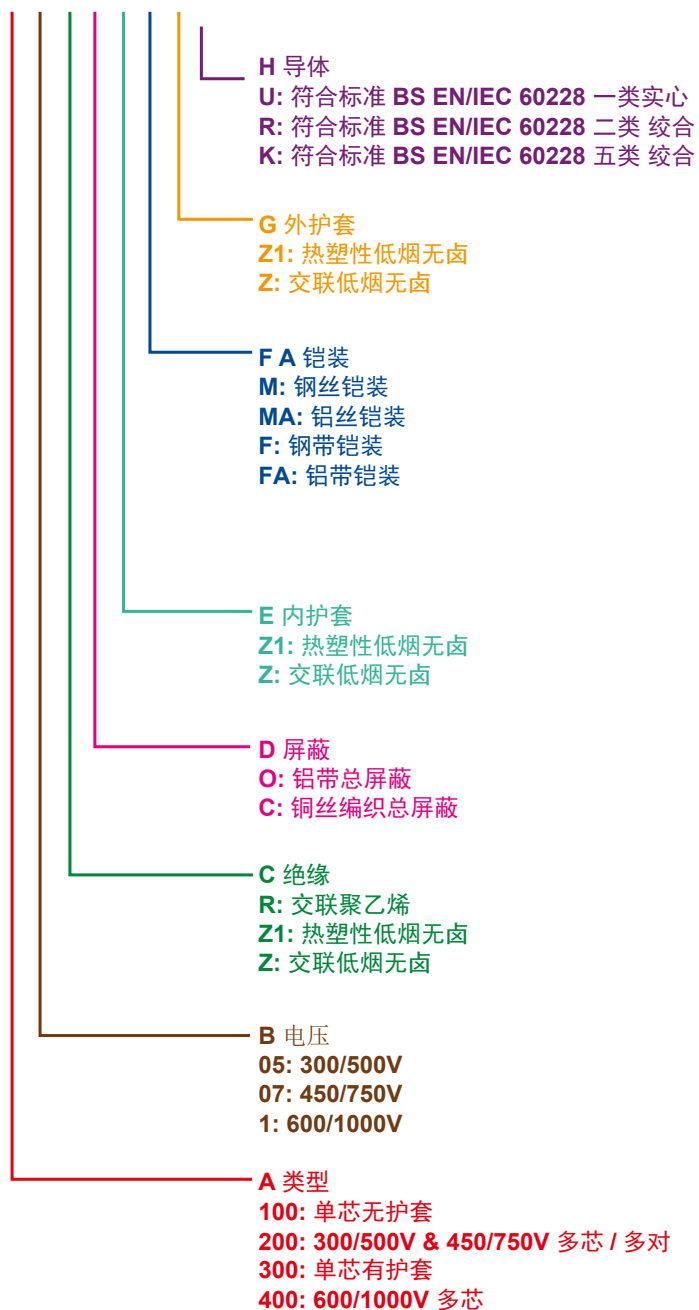 H 导体
U: 符合标准 BS EN/IEC 60228 一类实心
R: 符合标准 BS EN/IEC 60228 二类 绞合
K: 符合标准 BS EN/IEC 60228 五类 绞合
G 外护套
Z1: 热塑性低烟无卤
Z: 交联低烟无卤
F A 铠装
M: 钢丝铠装
MA: 铝丝铠装
F: 钢带铠装
FA: 铝带铠装
E 内护套
Z1: 热塑性低烟无卤
Z: 交联低烟无卤
D 屏蔽
O: 铝带总屏蔽
C: 铜丝编织总屏蔽
C 绝缘
R: 交联聚乙烯
Z1: 热塑性低烟无卤
Z: 交联低烟无卤
B 电压
05: 300/500V
07: 450/750V
1: 600/1000V
A 类型
100: 单芯无护套
200: 300/500V & 450/750V 多芯 / 多对
300: 单芯有护套
400: 600/1000V 多芯